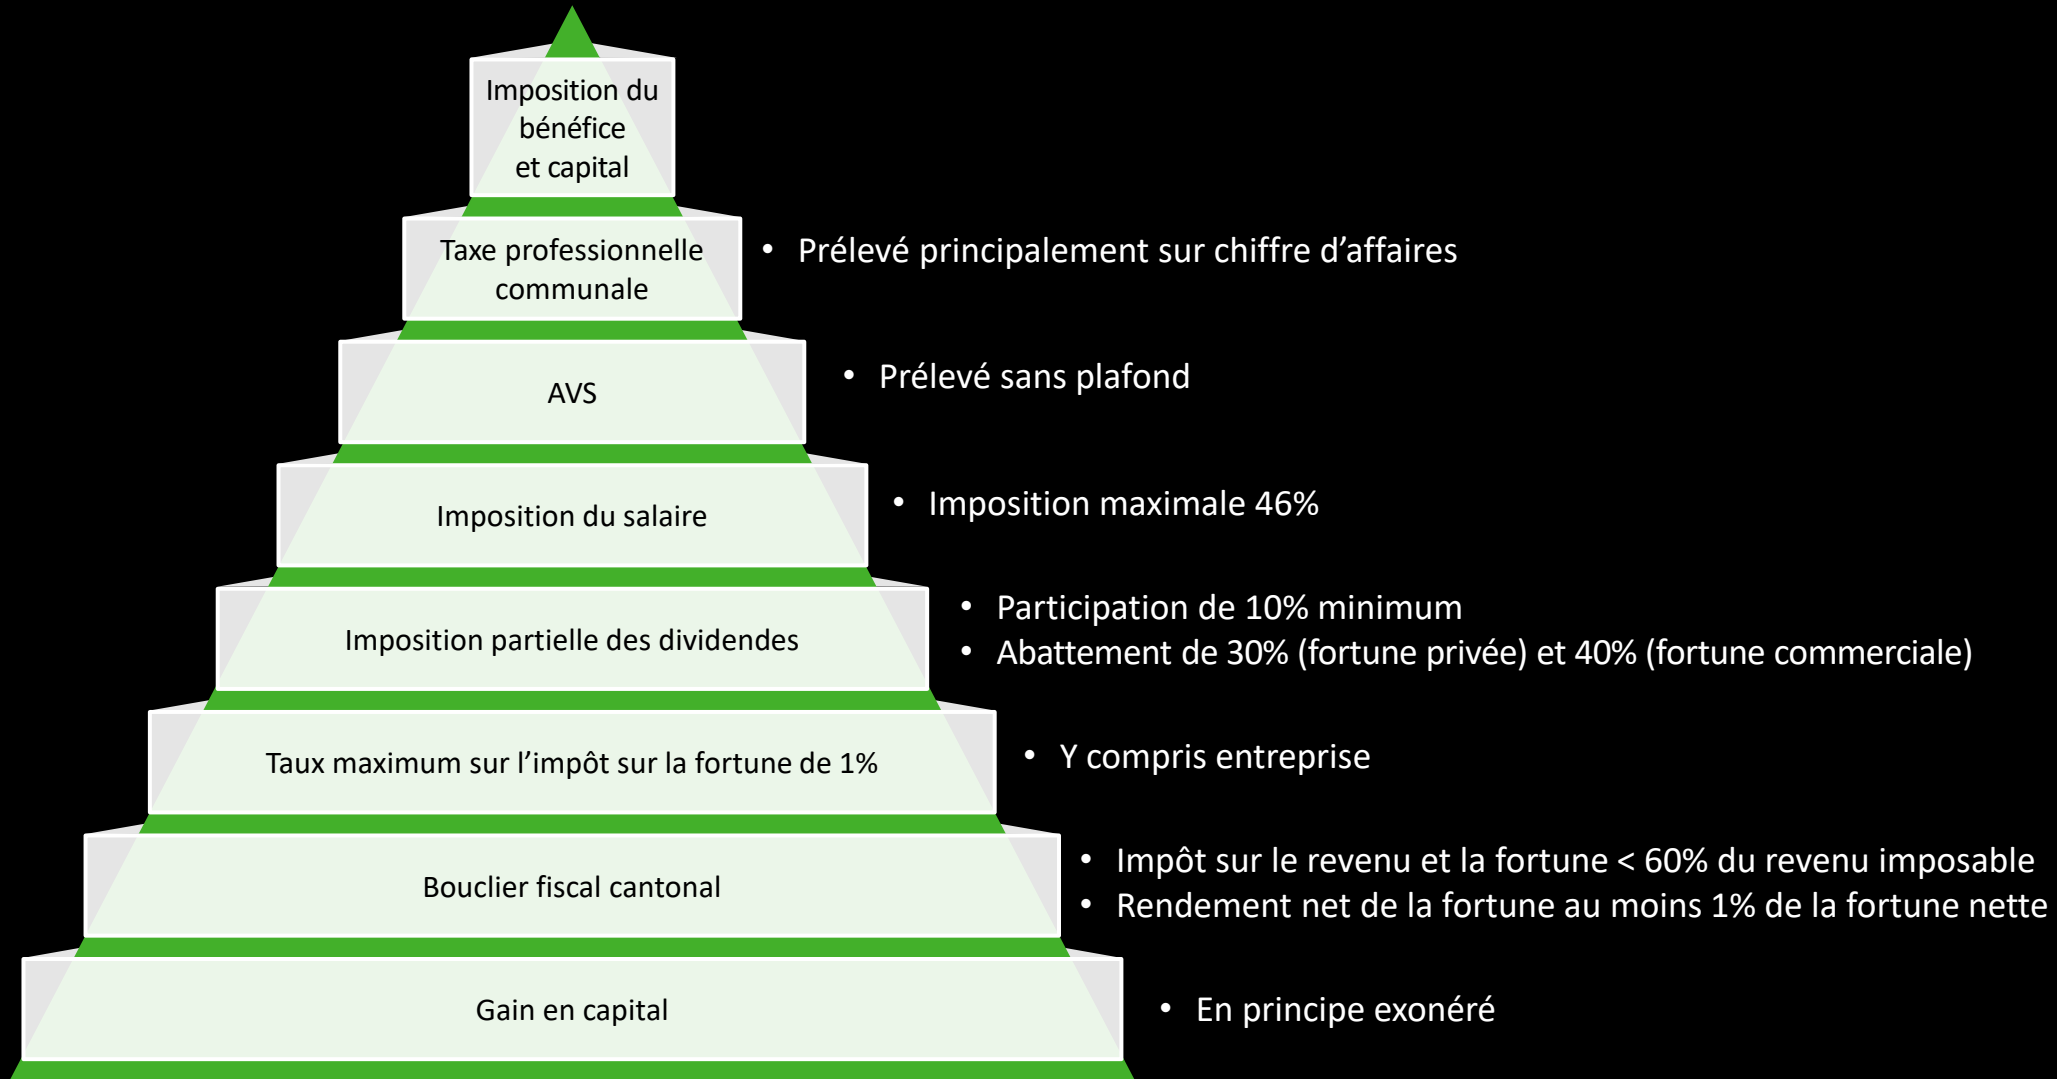 Imposition du
bénéfice
et capital
Taxe professionnelle
communale
• Prélevé principalement sur chiffre d’affaires
AVS
• Prélevé sans plafond
Imposition du salaire
• Imposition maximale 46%
Imposition partielle des dividendes
• Participation de 10% minimum
• Abattement de 30% (fortune privée) et 40% (fortune commerciale)
Taux maximum sur l’impôt sur la fortune de 1%
• Y compris entreprise
Bouclier fiscal cantonal
• Impôt sur le revenu et la fortune < 60% du revenu imposable
• Rendement net de la fortune au moins 1% de la fortune nette
Gain en capital
• En principe exonéré